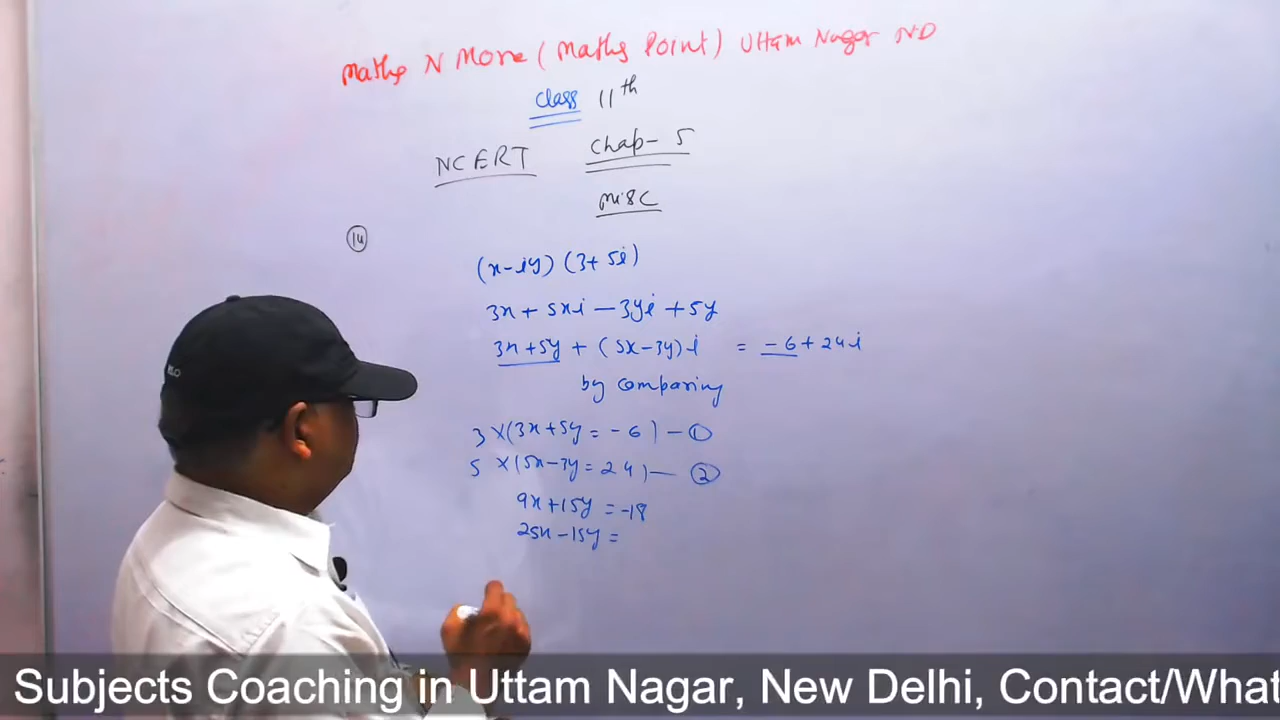 Maths N More (Maths Point) Uttam Nagar ND
Class 11th
NCERT Chap- 5
Misc
14
(x-iy) (3+5i)
3x + 5xi - 3yi + 5y
3x + 5y + (5x-3y)i = -6 + 24i
by comparing
3 × (3x+5y = -6) - 1
5 × (5x-3y = 24) - 2
9x+15y = -18
25x-15y =
Subjects Coaching in Uttam Nagar, New Delhi, Contact/What